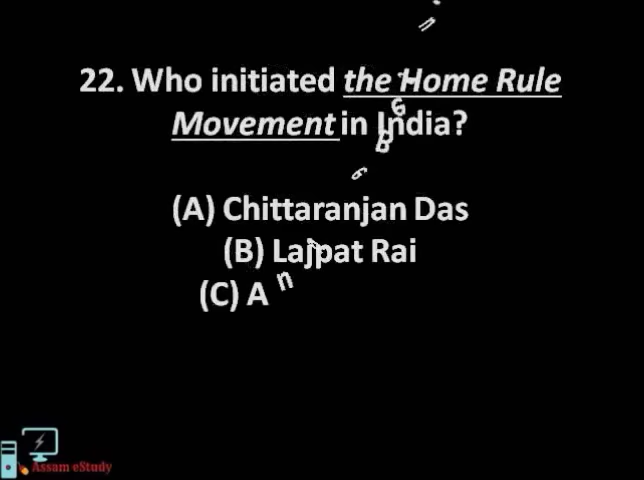 22. Who initiated the Home Rule
Movement in India?
(A) Chittaranjan Das
(B) Lajpat Rai
(C) A n
Assam eStudy